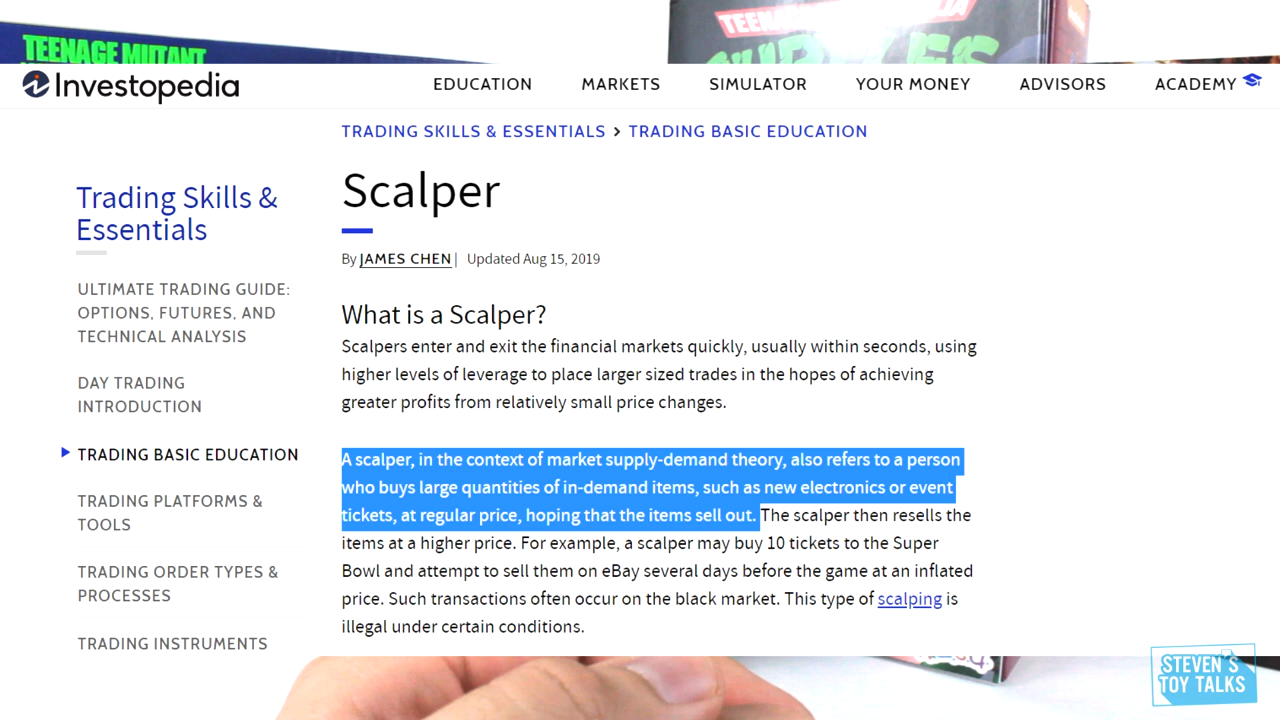 TEENAGE MUTANT
TEENAGE MUTANT NINJA
TURTLES
Investopedia
EDUCATION
MARKETS
SIMULATOR
YOUR MONEY
ADVISORS
ACADEMY
TRADING SKILLS & ESSENTIALS > TRADING BASIC EDUCATION
Trading Skills &
Essentials
ULTIMATE TRADING GUIDE:
OPTIONS, FUTURES, AND
TECHNICAL ANALYSIS
DAY TRADING
INTRODUCTION
TRADING BASIC EDUCATION
TRADING PLATFORMS &
TOOLS
TRADING ORDER TYPES &
PROCESSES
TRADING INSTRUMENTS
Scalper
By JAMES CHEN | Updated Aug 15, 2019
What is a Scalper?
Scalpers enter and exit the financial markets quickly, usually within seconds, using
higher levels of leverage to place larger sized trades in the hopes of achieving
greater profits from relatively small price changes.
A scalper, in the context of market supply-demand theory, also refers to a person
who buys large quantities of in-demand items, such as new electronics or event
tickets, at regular price, hoping that the items sell out. The scalper then resells the
items at a higher price. For example, a scalper may buy 10 tickets to the Super
Bowl and attempt to sell them on eBay several days before the game at an inflated
price. Such transactions often occur on the black market. This type of scalping is
illegal under certain conditions.
STEVEN'S
TOY TALKS